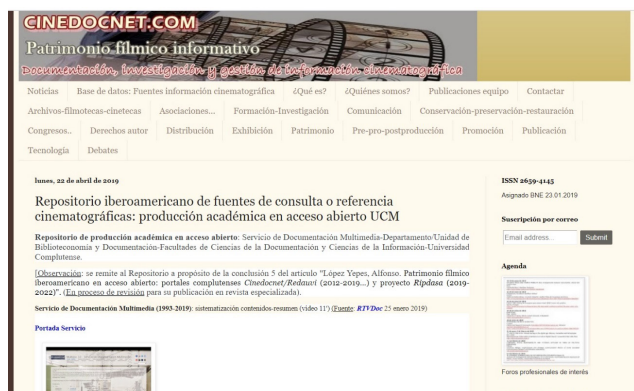 CINEDOCNET.COM
Patrimonio fílmico informativo
Documentación, investigación y gestión de información cinematográfica
Noticias Base de datos: Fuentes información cinematográfica ¿Qué es? ¿Quiénes somos? Publicaciones equipo Contactar
Archivos-filmotecas-cinetecas Asociaciones... Formación-Investigación Comunicación Conservación-preservación-restauración
Congresos.. Derechos autor Distribución Exhibición Patrimonio Pre-pro-postproducción Promoción Publicación
Tecnología Debates
lunes, 22 de abril de 2019
Repositorio iberoamericano de fuentes de consulta o referencia
cinematográficas: producción académica en acceso abierto UCM
Repositorio de producción académica en acceso abierto: Servicio de Documentación Multimedia-Departamento/Unidad de
Biblioteconomia y Documentación-Facultades de Ciencias de la Documentación y Ciencias de la Información-Universidad
Complutense.
[Observación: se remite al Repositorio a propósito de la conclusión 5 del artículo "López Yepes, Alfonso. Patrimonio fílmico
iberoamericano en acceso abierto: portales complutenses Cinedocnet/Redauvi (2012-2019...) y proyecto Ripdasa (2019-
2022)". (En proceso de revisión para su publicación en revista especializada).
Servicio de Documentación Multimedia (1993-2019): sistematización contenidos-resumen (vídeo 11') (Fuente: RTVDoc 25 enero 2019)
Portada Servicio
ISSN 2659-4145
Asignado BNE 23.01.2019
Suscripción por correo
Email address... Submit
Agenda
Foros profesionales de interés